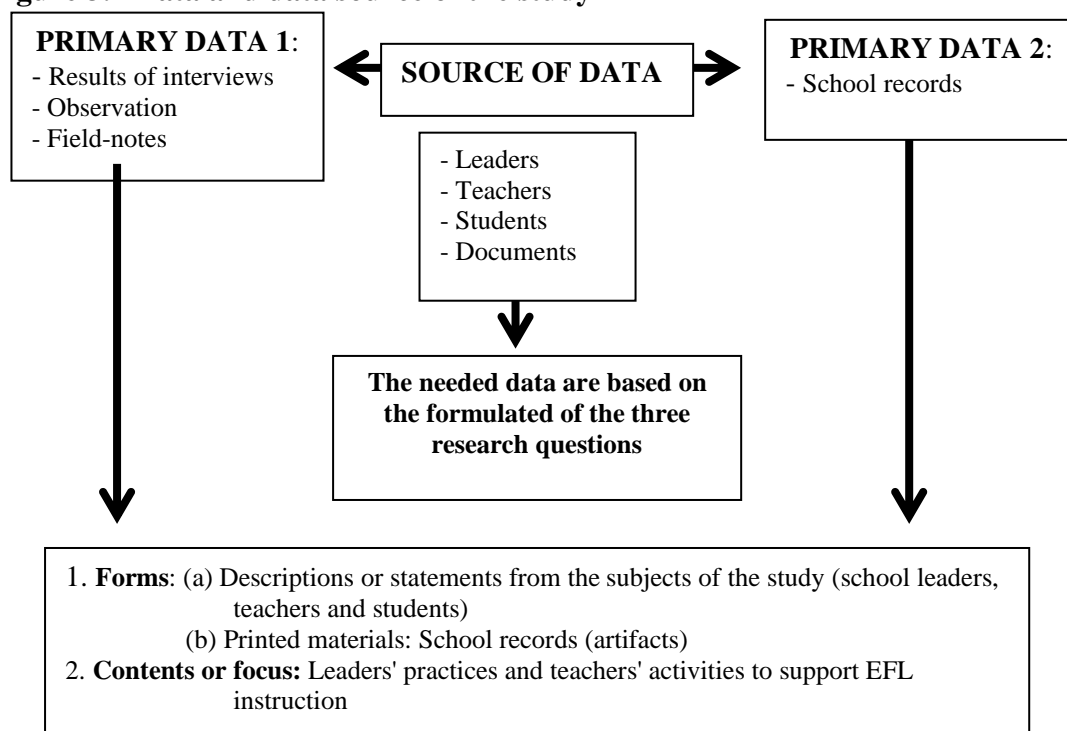 PRIMARY DATA 1:
- Results of interviews
- Observation
- Field-notes
SOURCE OF DATA
PRIMARY DATA 2:
- School records
- Leaders
- Teachers
- Students
- Documents
The needed data are based on
the formulated of the three
research questions
1. Forms: (a) Descriptions or statements from the subjects of the study (school leaders,
teachers and students)
(b) Printed materials: School records (artifacts)
2. Contents or focus: Leaders' practices and teachers' activities to support EFL
instruction